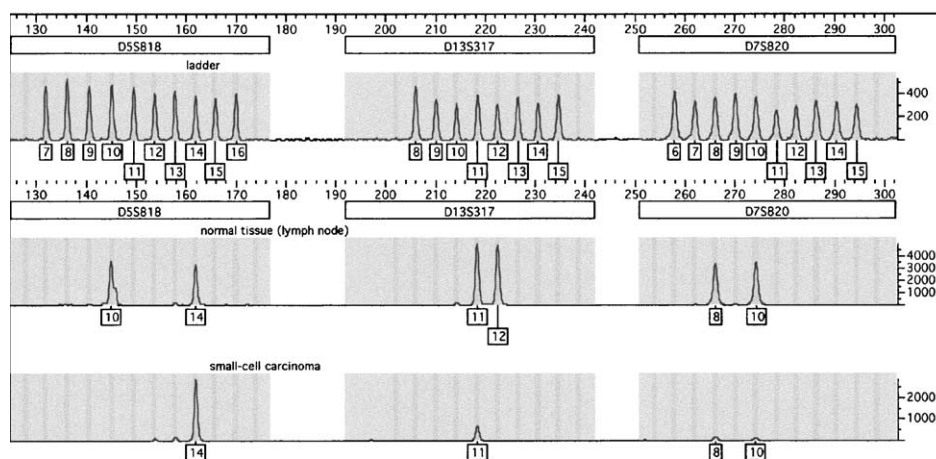 130 140 150 160 170 180 190 200 210 220 230 240 250 260 270 280 290 300
D5S818 D13S317 D7S820
ladder
400
200
7 8 9 10 12 14 16 8 9 10 12 14 6 7 8 9 10 12 14
11 13 15 11 13 15 11 13 15
130 140 150 160 170 180 190 200 210 220 230 240 250 260 270 280 290 300
D5S818 D13S317 D7S820
normal tissue (lymph node)
4000
3000
2000
1000
10 14 11 8 10
12
small-cell carcinoma
2000
1000
14 11 8 10